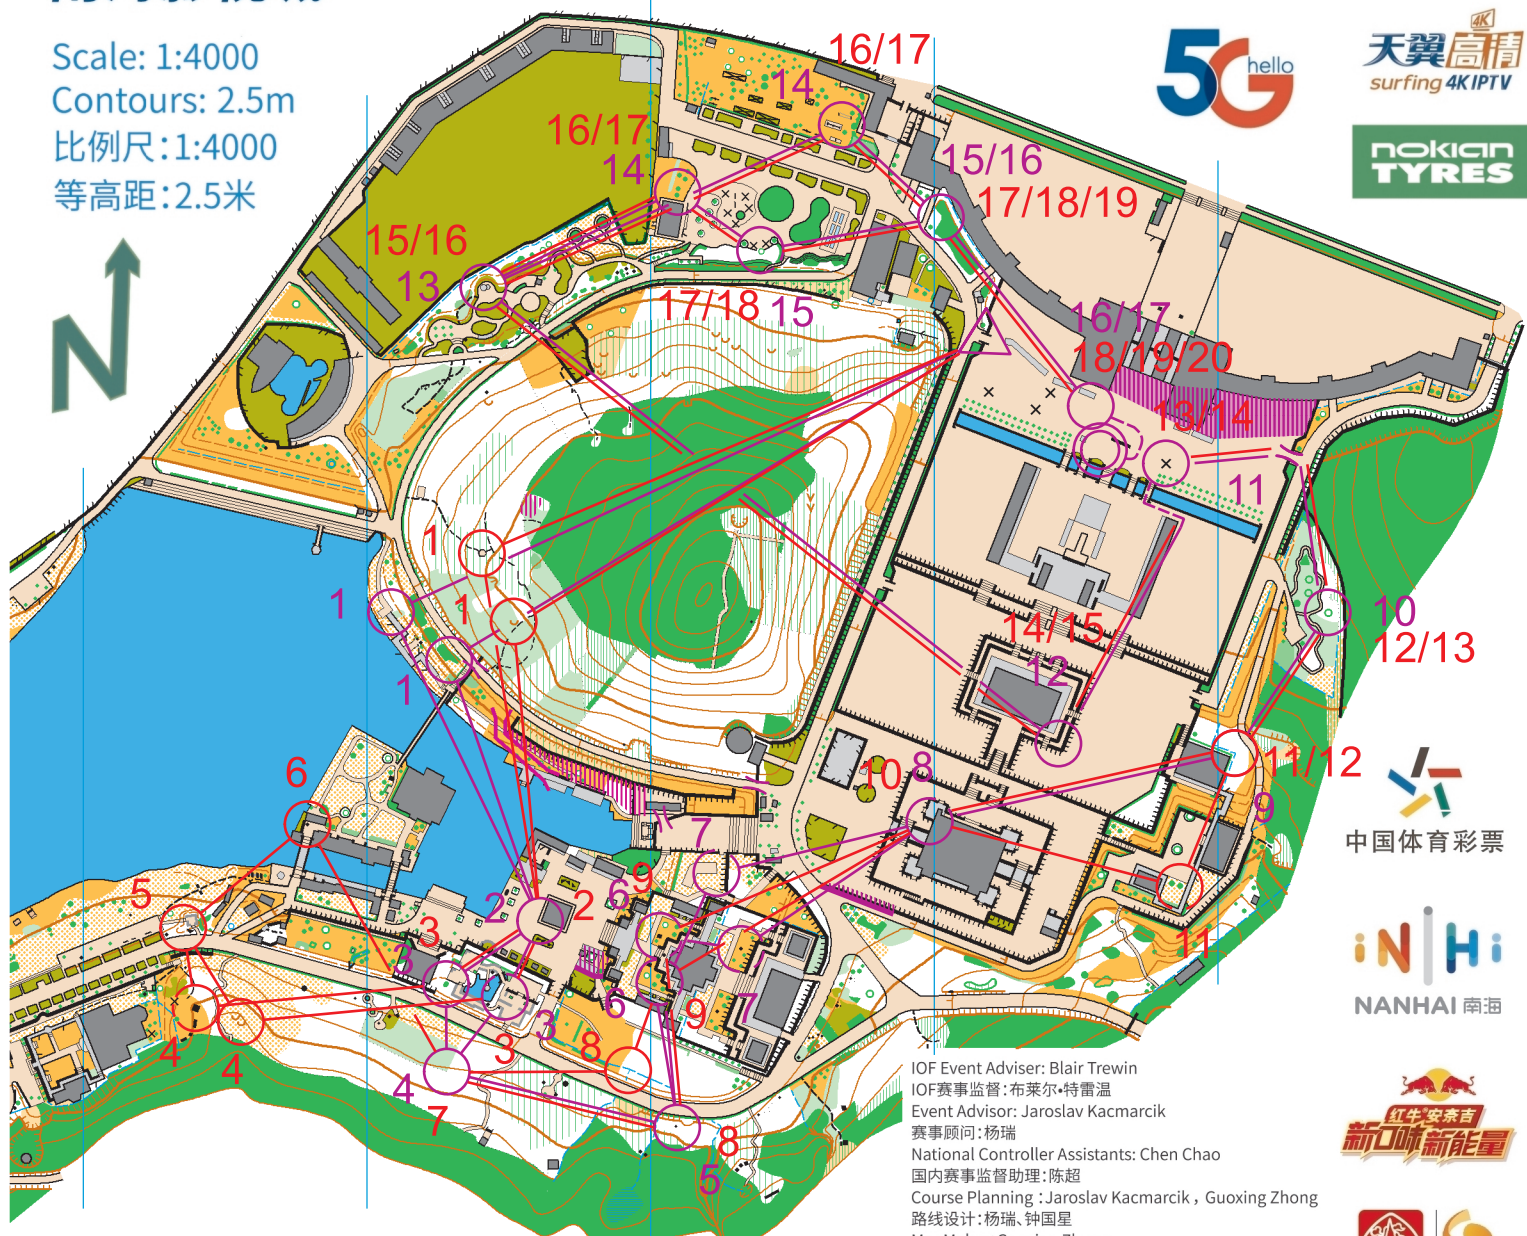 Scale: 1:4000
Contours: 2.5m
比例尺:1:4000
等高距:2.5米
N
5G hello
天翼高清 4K
surfing 4K IPTV
nokian
TYRES
16/17
14
16/17
14
15/16
17/18/19
15/16
13
17/18
15
16/17
18/19/20
13/14
11
1
1
1
1
10
12/13
14/15
12
11/12
9
10
8
11
6
5
4
4
3
3
2
2
3
3
4
7
6
9
7
6
9
7
8
8
5
中国体育彩票
iNHi
NANHAI 南海
红牛 安奈吉
新口味新能量
IOF Event Adviser: Blair Trewin
IOF赛事监督:布莱尔•特雷温
Event Advisor: Jaroslav Kacmarcik
赛事顾问:杨瑞
National Controller Assistants: Chen Chao
国内赛事监督助理:陈超
Course Planning :Jaroslav Kacmarcik , Guoxing Zhong
路线设计:杨瑞、钟国星